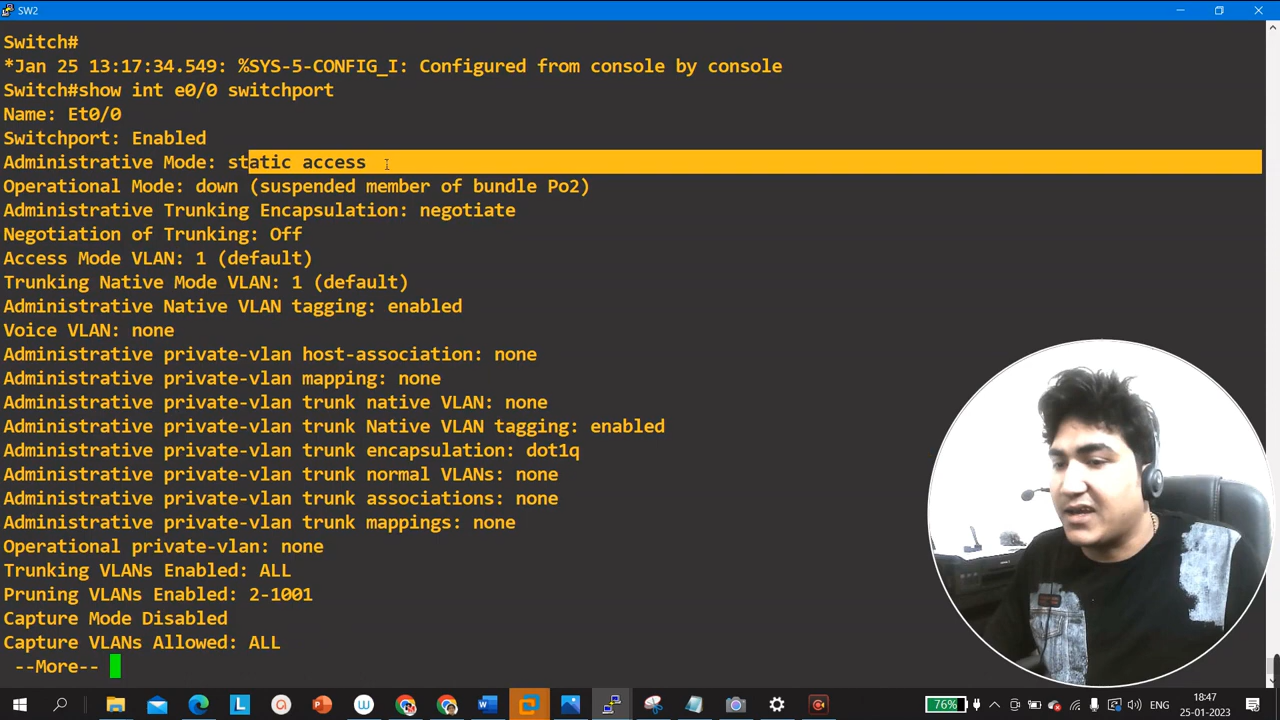 SW2
Switch#
*Jan 25 13:17:34.549: %SYS-5-CONFIG_I: Configured from console by console
Switch#show int e0/0 switchport
Name: Et0/0
Switchport: Enabled
Administrative Mode: static access
Operational Mode: down (suspended member of bundle Po2)
Administrative Trunking Encapsulation: negotiate
Negotiation of Trunking: Off
Access Mode VLAN: 1 (default)
Trunking Native Mode VLAN: 1 (default)
Administrative Native VLAN tagging: enabled
Voice VLAN: none
Administrative private-vlan host-association: none
Administrative private-vlan mapping: none
Administrative private-vlan trunk native VLAN: none
Administrative private-vlan trunk Native VLAN tagging: enabled
Administrative private-vlan trunk encapsulation: dot1q
Administrative private-vlan trunk normal VLANs: none
Administrative private-vlan trunk associations: none
Administrative private-vlan trunk mappings: none
Operational private-vlan: none
Trunking VLANs Enabled: ALL
Pruning VLANs Enabled: 2-1001
Capture Mode Disabled
Capture VLANs Allowed: ALL
--More--
76%
ENG
18:47
25-01-2023